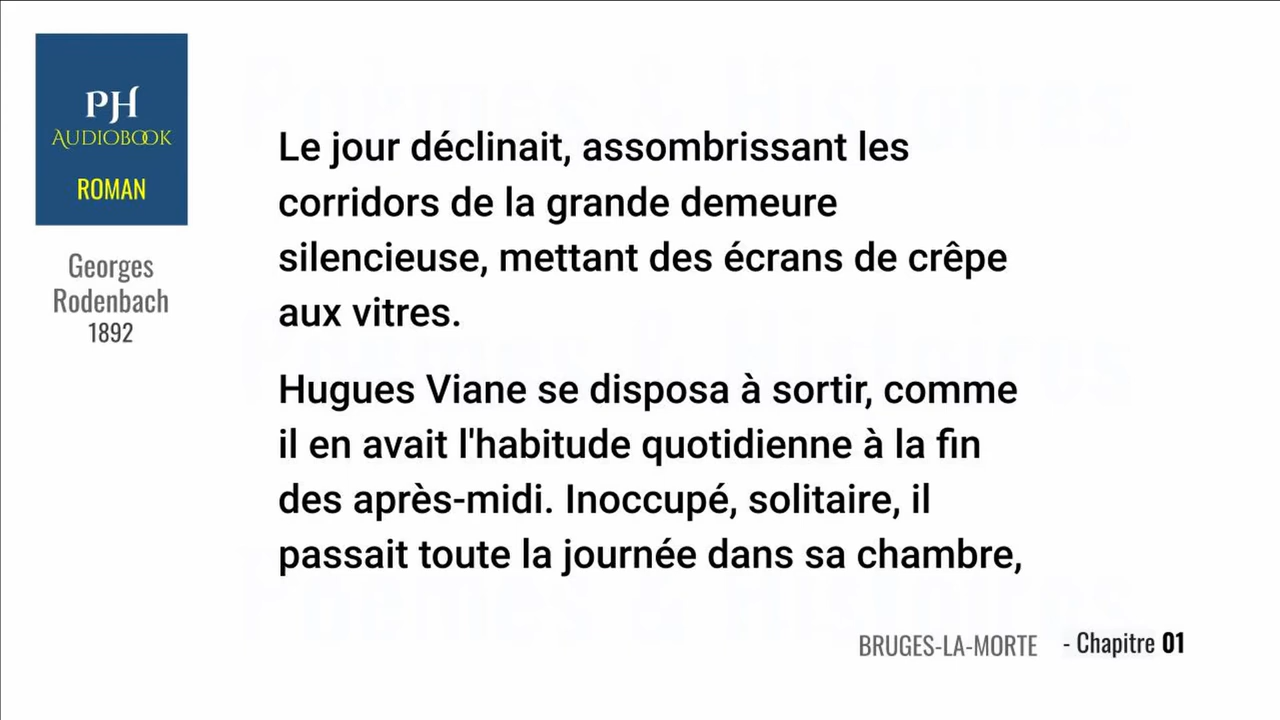 PH
AUDIOBOOK
ROMAN
Georges
Rodenbach
1892
Le jour déclinait, assombrissant les
corridors de la grande demeure
silencieuse, mettant des écrans de crêpe
aux vitres.
Hugues Viane se disposa à sortir, comme
il en avait l'habitude quotidienne à la fin
des après-midi. Inoccupé, solitaire, il
passait toute la journée dans sa chambre,
BRUGES-LA-MORTE - Chapitre 01